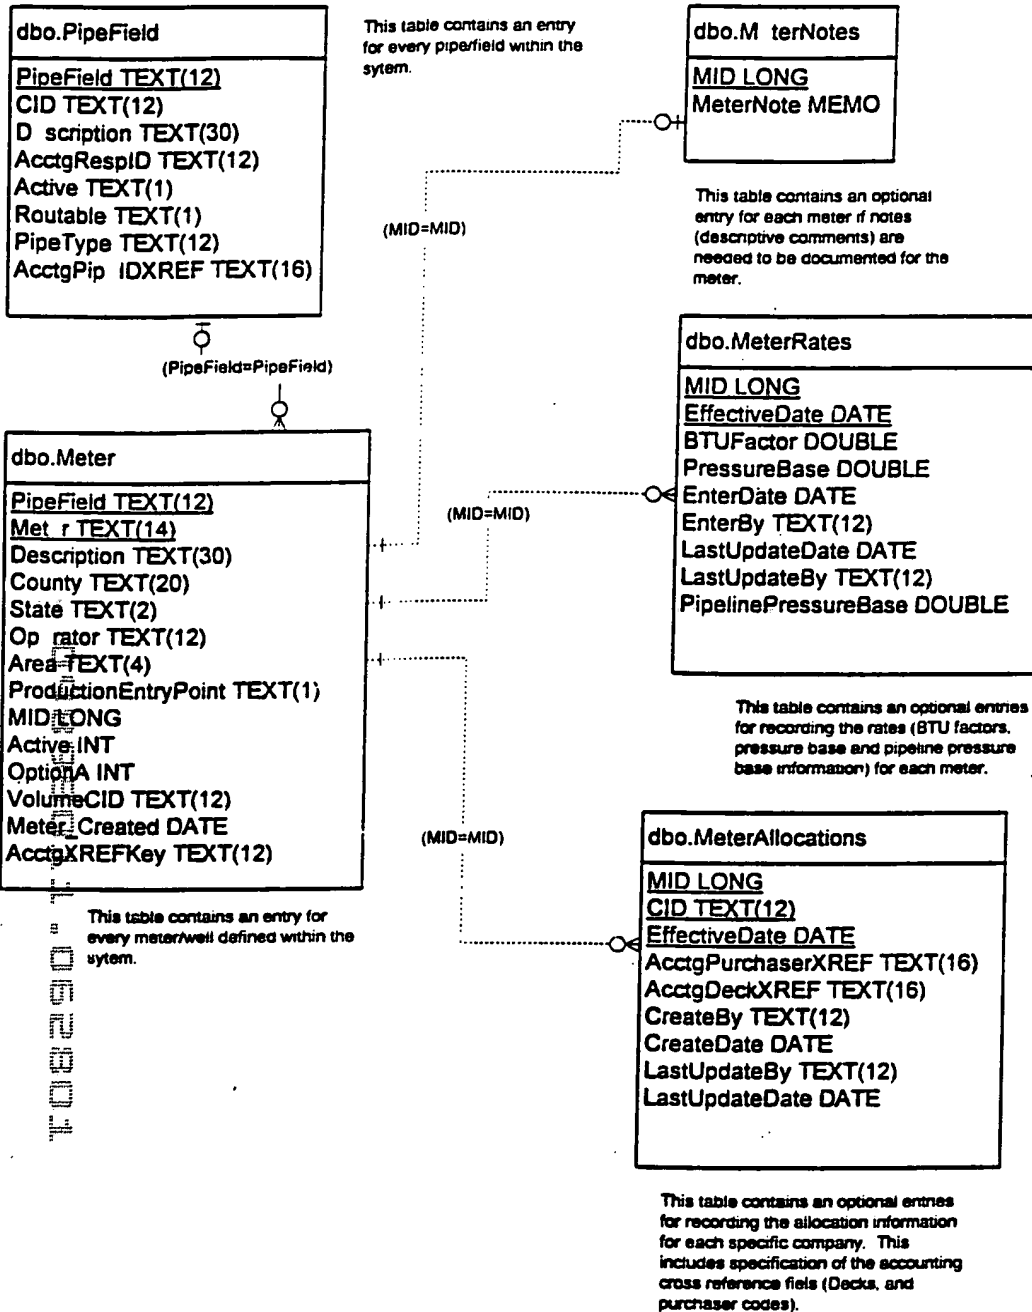 dbo.PipeField
PipeField TEXT(12)
CID TEXT(12)
D scription TEXT(30)
AcctgRespID TEXT(12)
Active TEXT(1)
Routable TEXT(1)
PipeType TEXT(12)
AcctgPip IDXREF TEXT(16)
This table contains an entry
for every pipe/field within the
sytem.
dbo.M terNotes
MID LONG
MeterNote MEMO
This table contains an optional
entry for each meter if notes
(descriptive comments) are
needed to be documented for the
meter.
(MID=MID)
(PipeField=PipeField)
dbo.MeterRates
MID LONG
EffectiveDate DATE
BTUFactor DOUBLE
PressureBase DOUBLE
EnterDate DATE
EnterBy TEXT(12)
LastUpdateDate DATE
LastUpdateBy TEXT(12)
PipelinePressureBase DOUBLE
This table contains an optional entries
for recording the rates (BTU factors,
pressure base and pipeline pressure
base information) for each meter.
dbo.Meter
PipeField TEXT(12)
Met r TEXT(14)
Description TEXT(30)
County TEXT(20)
State TEXT(2)
Op rator TEXT(12)
Area TEXT(4)
ProductionEntryPoint TEXT(1)
MID LONG
Active INT
OptionA INT
VolumeCID TEXT(12)
Meter_Created DATE
AcctgXREFKey TEXT(12)
This table contains an entry for
every meter/well defined within the
sytem.
(MID=MID)
(MID=MID)
dbo.MeterAllocations
MID LONG
CID TEXT(12)
EffectiveDate DATE
AcctgPurchaserXREF TEXT(16)
AcctgDeckXREF TEXT(16)
CreateBy TEXT(12)
CreateDate DATE
LastUpdateBy TEXT(12)
LastUpdateDate DATE
This table contains an optional entries
for recording the allocation information
for each specific company. This
includes specification of the accounting
cross reference fiels (Decks, and
purchaser codes).